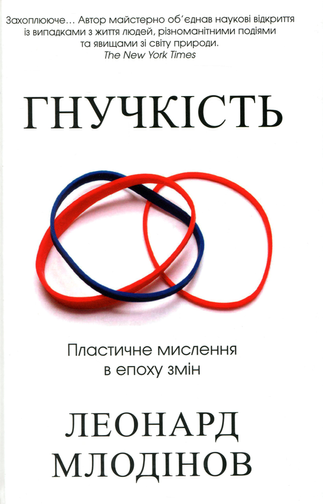 Захоплююче... Автор майстерно об’єднав наукові відкриття
із випадками з життя людей, різноманітними подіями
та явищами зі світу природи.
The New York Times
ГНУЧКІСТЬ
Пластичне мислення
в епоху змін
ЛЕОНАРД
МЛОДІНОВ